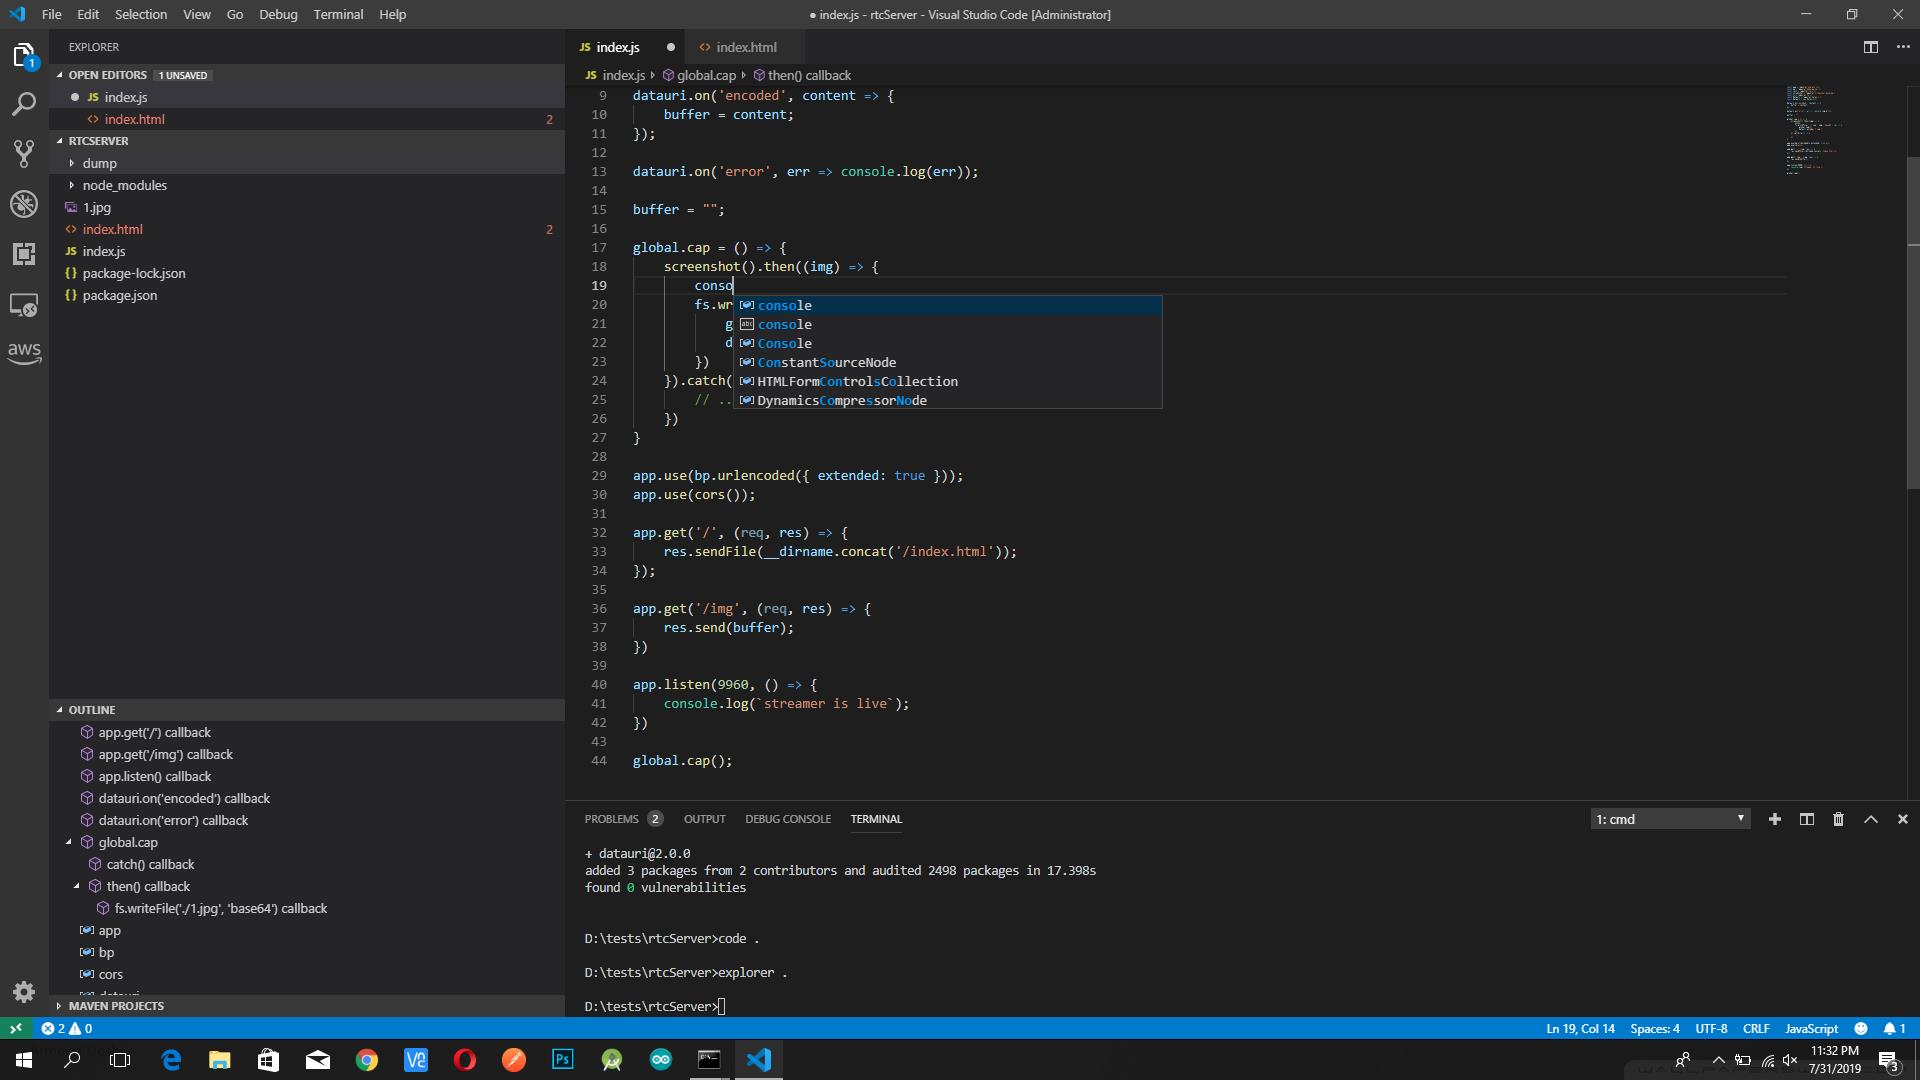 File Edit Selection View Go Debug Terminal Help
● index.js - rtcServer - Visual Studio Code [Administrator]
EXPLORER
OPEN EDITORS 1 UNSAVED
JS index.js
<> index.html 2
RTCSERVER
dump
node_modules
1.jpg
<> index.html 2
JS index.js
{} package-lock.json
{} package.json
OUTLINE
app.get('/') callback
app.get('/img') callback
app.listen() callback
datauri.on('encoded') callback
datauri.on('error') callback
global.cap
catch() callback
then() callback
fs.writeFile('./1.jpg', 'base64') callback
app
bp
cors
MAVEN PROJECTS
1
aws
JS index.js ● <> index.html
JS index.js global.cap then() callback
9 datauri.on('encoded', content => {
10 buffer = content;
11 });
12
13 datauri.on('error', err => console.log(err));
14
15 buffer = "";
16
17 global.cap = () => {
18 screenshot().then((img) => {
19 conso
20 fs.wr
21 g
22 d
23 })
24 }).catch(
25 // ..
26 })
27 }
28
29 app.use(bp.urlencoded({ extended: true }));
30 app.use(cors());
31
32 app.get('/', (req, res) => {
33 res.sendFile(__dirname.concat('/index.html'));
34 });
35
36 app.get('/img', (req, res) => {
37 res.send(buffer);
38 })
39
40 app.listen(9960, () => {
41 console.log(`streamer is live`);
42 })
43
44 global.cap();
console
abc console
Console
ConstantSourceNode
HTMLFormControlsCollection
DynamicsCompressorNode
PROBLEMS 2 OUTPUT DEBUG CONSOLE TERMINAL 1: cmd
+ datauri@2.0.0
added 3 packages from 2 contributors and audited 2498 packages in 17.398s
found 0 vulnerabilities
D:\tests\rtcServer>code .
D:\tests\rtcServer>explorer .
D:\tests\rtcServer>
2 0 Ln 19, Col 14 Spaces: 4 UTF-8 CRLF JavaScript 1
Ps
11:32 PM
7/31/2019
3